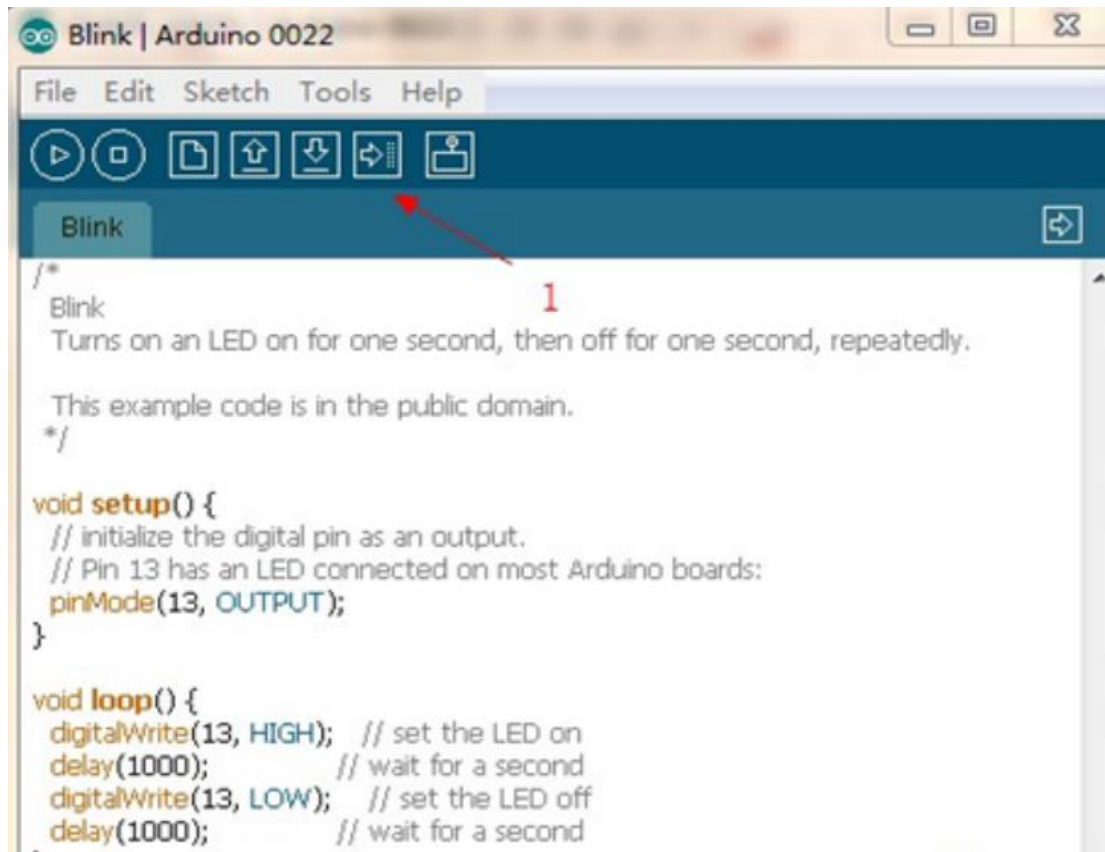 Blink | Arduino 0022
File Edit Sketch Tools Help
Blink
1
/*
Blink
Turns on an LED on for one second, then off for one second, repeatedly.
This example code is in the public domain.
*/
void setup() {
// initialize the digital pin as an output.
// Pin 13 has an LED connected on most Arduino boards:
pinMode(13, OUTPUT);
}
void loop() {
digitalWrite(13, HIGH); // set the LED on
delay(1000); // wait for a second
digitalWrite(13, LOW); // set the LED off
delay(1000); // wait for a second